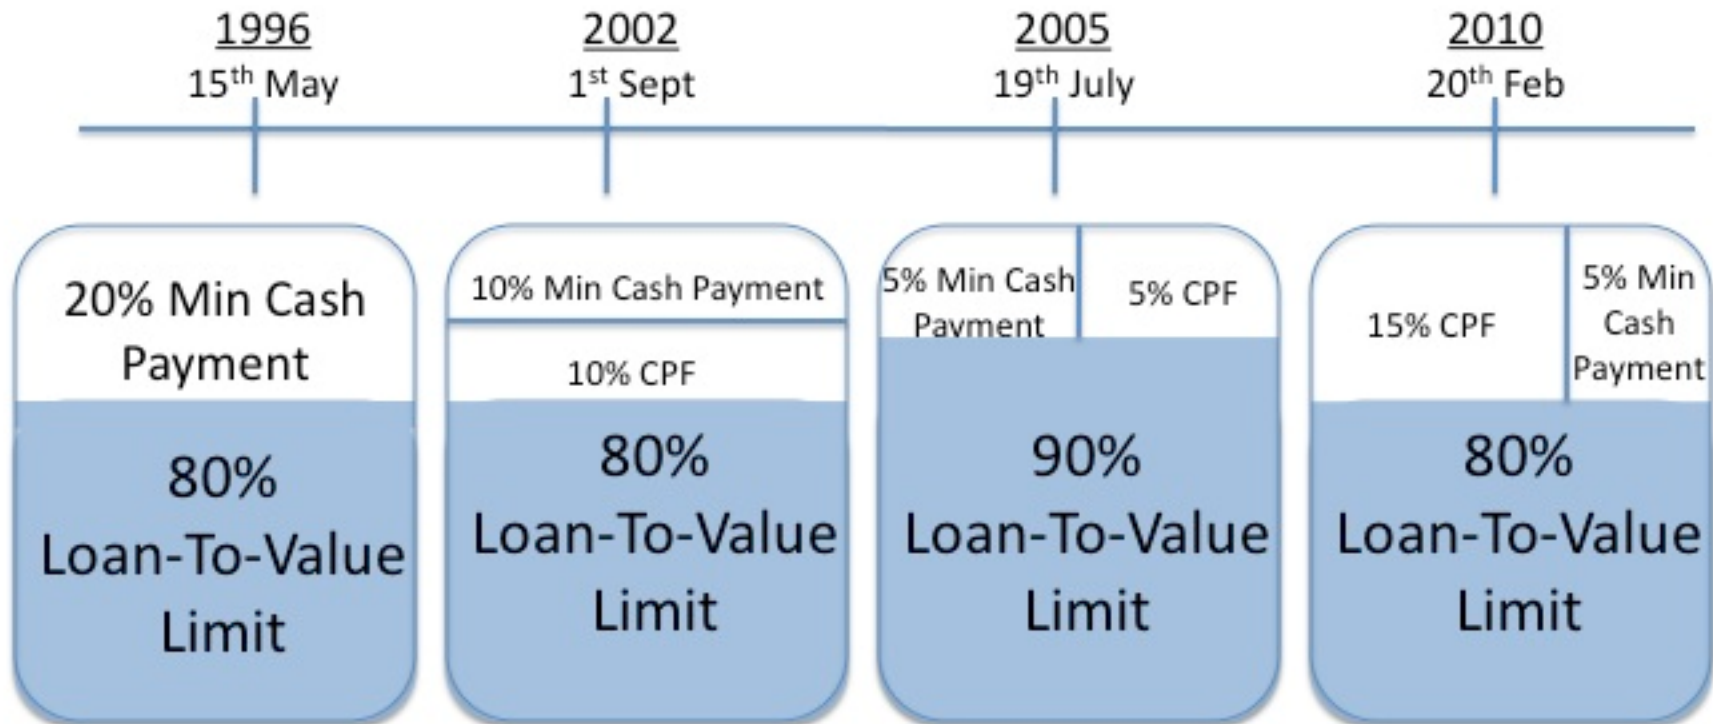 1996
15th May
2002
1st Sept
2005
19th July
2010
20th Feb
20% Min Cash
Payment
80%
Loan-To-Value
Limit
10% Min Cash Payment
10% CPF
80%
Loan-To-Value
Limit
5% Min Cash
Payment
5% CPF
90%
Loan-To-Value
Limit
15% CPF
5% Min
Cash
Payment
80%
Loan-To-Value
Limit